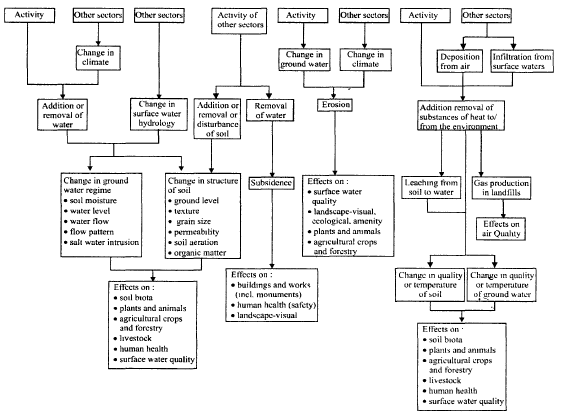 Activity
Other sectors
Other sectors
Activity of
other sectors
Activity
Other sectors
Activity
Other sectors
Change in
climate
Change in
ground water
Change in
climate
Deposition
from air
Infiltration from
surface waters
Addition or
removal of
water
Change in
surface water
hydrology
Addition or
removal or
disturbance
of soil
Removal
of water
Erosion
Addition removal of
substances of heat to/
from the environment
Change in ground
water regime
• soil moisture
• water level
• water flow
• flow pattern
• salt water intrusion
Change in structure
of soil
• ground level
• texture
• grain size
• permeability
• soil aeration
• organic matter
Subsidence
Effects on :
• surface water
quality
• landscape-visual,
ecological, amenity
• plants and animals
• agricultural crops
and forestry
Leaching from
soil to water
Gas production
in landfills
Effects on
air Quality
Effects on :
• soil biota
• plants and animals
• agricultural crops
and forestry
• livestock
• human health
• surface water quality
Effects on :
• buildings and works
(incl. monuments)
• human health (safety)
• landscape-visual
Change in quality
or temperature
of soil
Change in quality
or temperature
of ground water
Effects on :
• soil biota
• plants and animals
• agricultural crops
and forestry
• livestock
• human health
• surface water quality